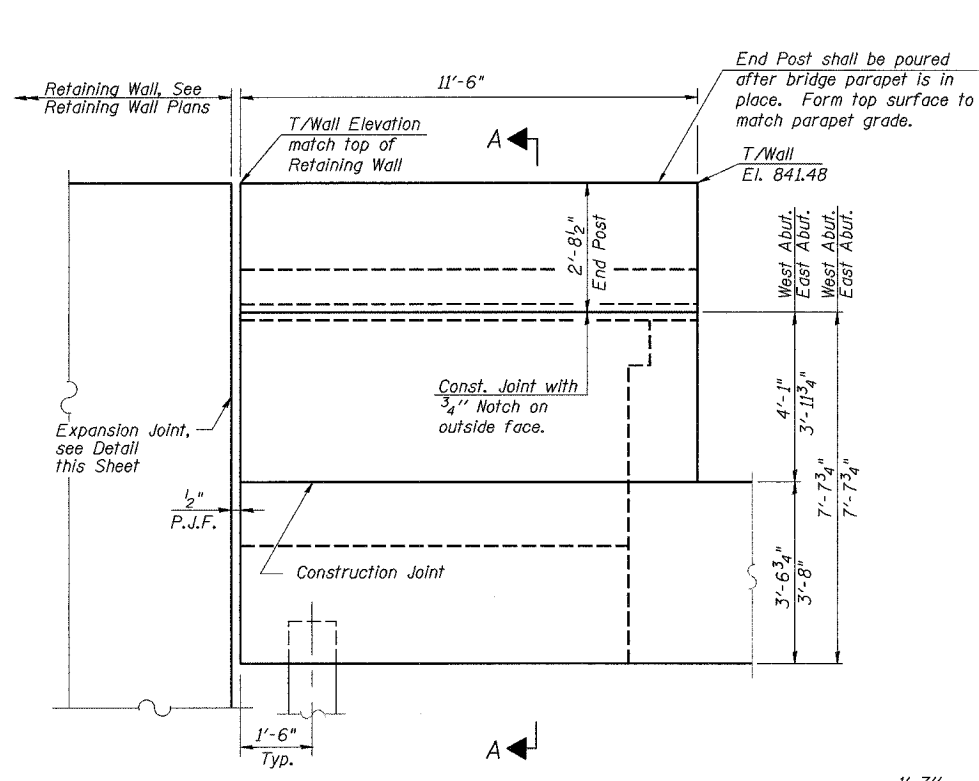 Retaining Wall, See
Retaining Wall Plans
11'-6"
End Post shall be poured
after bridge parapet is in
place. Form top surface to
match parapet grade.
T/Wall Elevation
match top of
Retaining Wall
A
T/Wall
El. 841.48
2'-8½"
End Post
West Abut.
East Abut.
West Abut.
East Abut.
Const. Joint with
¾" Notch on
outside face.
4'-1"
3'-11¾"
Expansion Joint,
see Detail
this Sheet
7'-7¾"
7'-7¾"
½"
P.J.F.
Construction Joint
3'-6¾"
3'-8"
1'-6"
Typ.
A